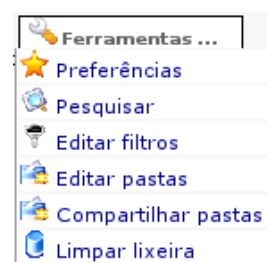 Ferramentas ...
Preferências
Pesquisar
Editar filtros
Editar pastas
Compartilhar pastas
Limpar lixeira